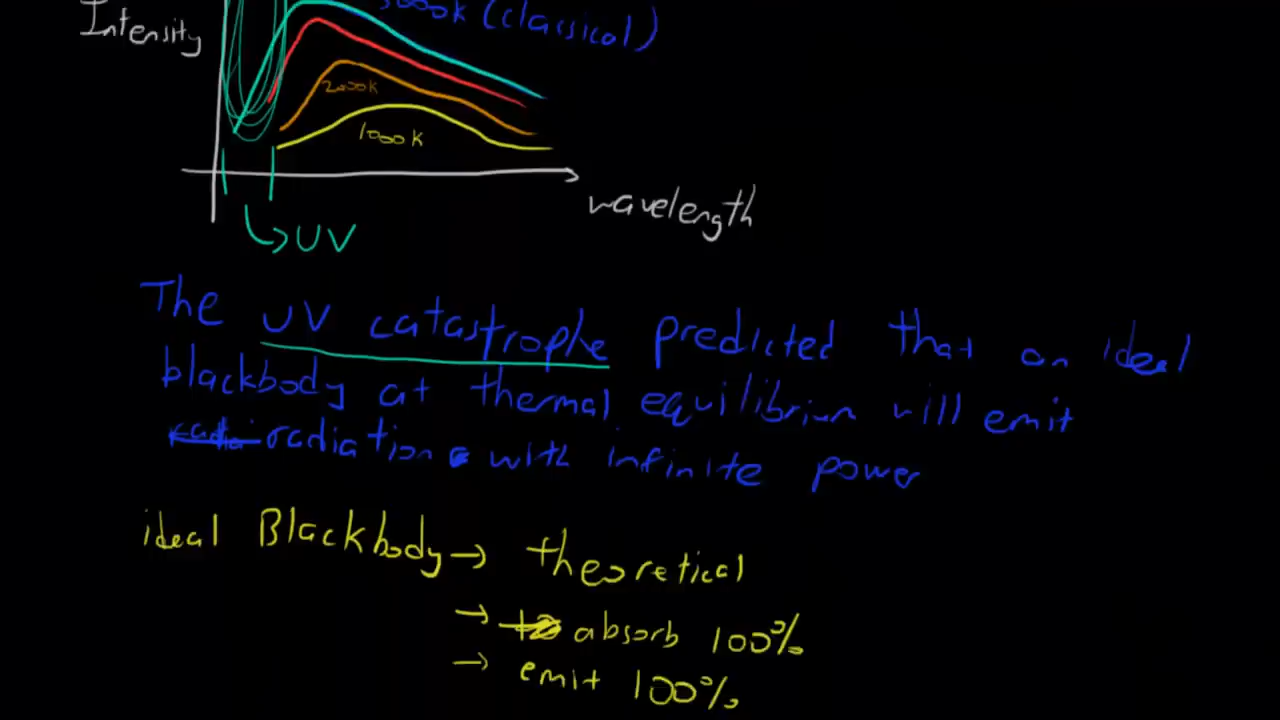 Intensity
5000k (classical)
2000k
1000k
wavelength
UV
The UV catastrophe predicted that an ideal
blackbody at thermal equilibrium will emit
radiation with infinite power
ideal Blackbody → theoretical
→ absorb 100%
→ emit 100%